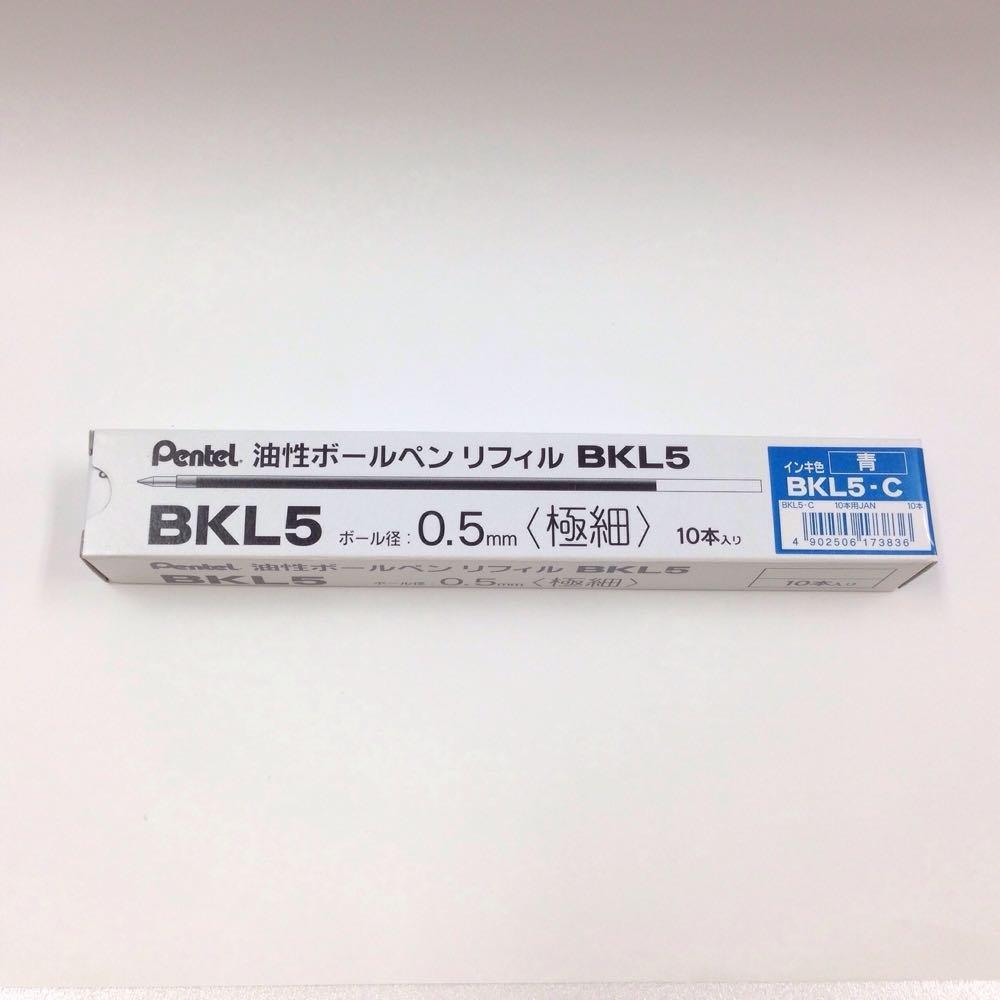 Pentel 油性ボールペン リフィル BKL5
BKL5 ボール径: 0.5mm 〈極細〉 10本入り
インキ色 青
BKL5-C
BKL5-C 10本用JAN 10本
4 902506 173836
Pentel 油性ボールペン リフィル BKL5
BKL5 ボール径: 0.5mm 〈極細〉 10本入り